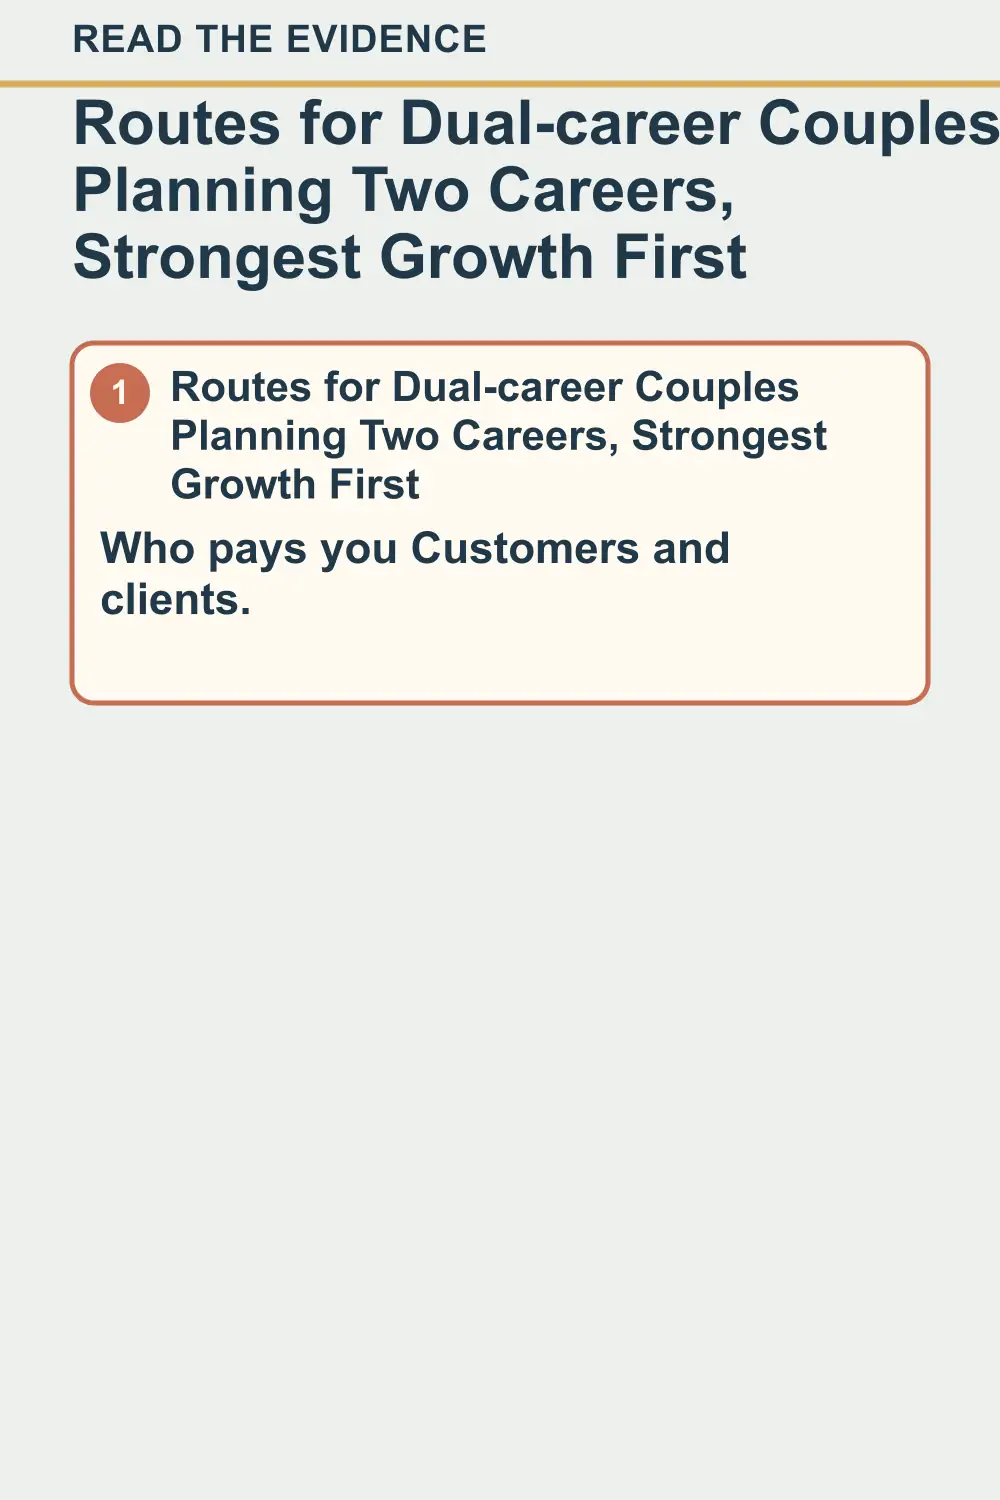 READ THE EVIDENCE
Routes for Dual-career Couples
Planning Two Careers,
Strongest Growth First
1
Routes for Dual-career Couples
Planning Two Careers, Strongest
Growth First
Who pays you Customers and
clients.